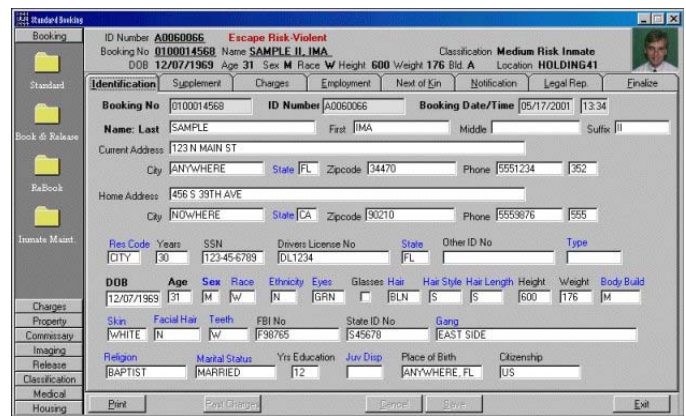 Standard Booking
Booking
Standard
Book & Release
ReBook
Inmate Maint.
Charges
Property
Commissary
Imaging
Release
Classification
Medical
Housing
ID Number A0060066 Escape Risk-Violent
Booking No 0100014568 Name SAMPLE II, IMA Classification Medium Risk Inmate
DOB 12/07/1969 Age 31 Sex M Race W Height 600 Weight 176 Bld. A Location HOLDING41
Identification Supplement Charges Employment Next of Kin Notification Legal Rep. Finalize
Booking No 0100014568 ID Number A0060066 Booking Date/Time 05/17/2001 13:34
Name: Last SAMPLE First IMA Middle Suffix II
Current Address 123 N MAIN ST
City ANYWHERE State FL Zipcode 34470 Phone 5551234 352
Home Address 456 S 39TH AVE
City NOWHERE State CA Zipcode 90210 Phone 5559876 555
Res Code Years SSN Drivers License No State Other ID No Type
CITY 30 123-45-6789 DL1234 FL
DOB Age Sex Race Ethnicity Eyes Glasses Hair Hair Style Hair Length Height Weight Body Build
12/07/1969 31 M W N GRN BLN S S 600 176 M
Skin Facial Hair Teeth FBI No State ID No Gang
WHITE N W F98765 S45678 EAST SIDE
Religion Marital Status Yrs Education Juv Disp Place of Birth Citizenship
BAPTIST MARRIED 12 ANYWHERE, FL US
Print Past Charges Cancel Save Exit